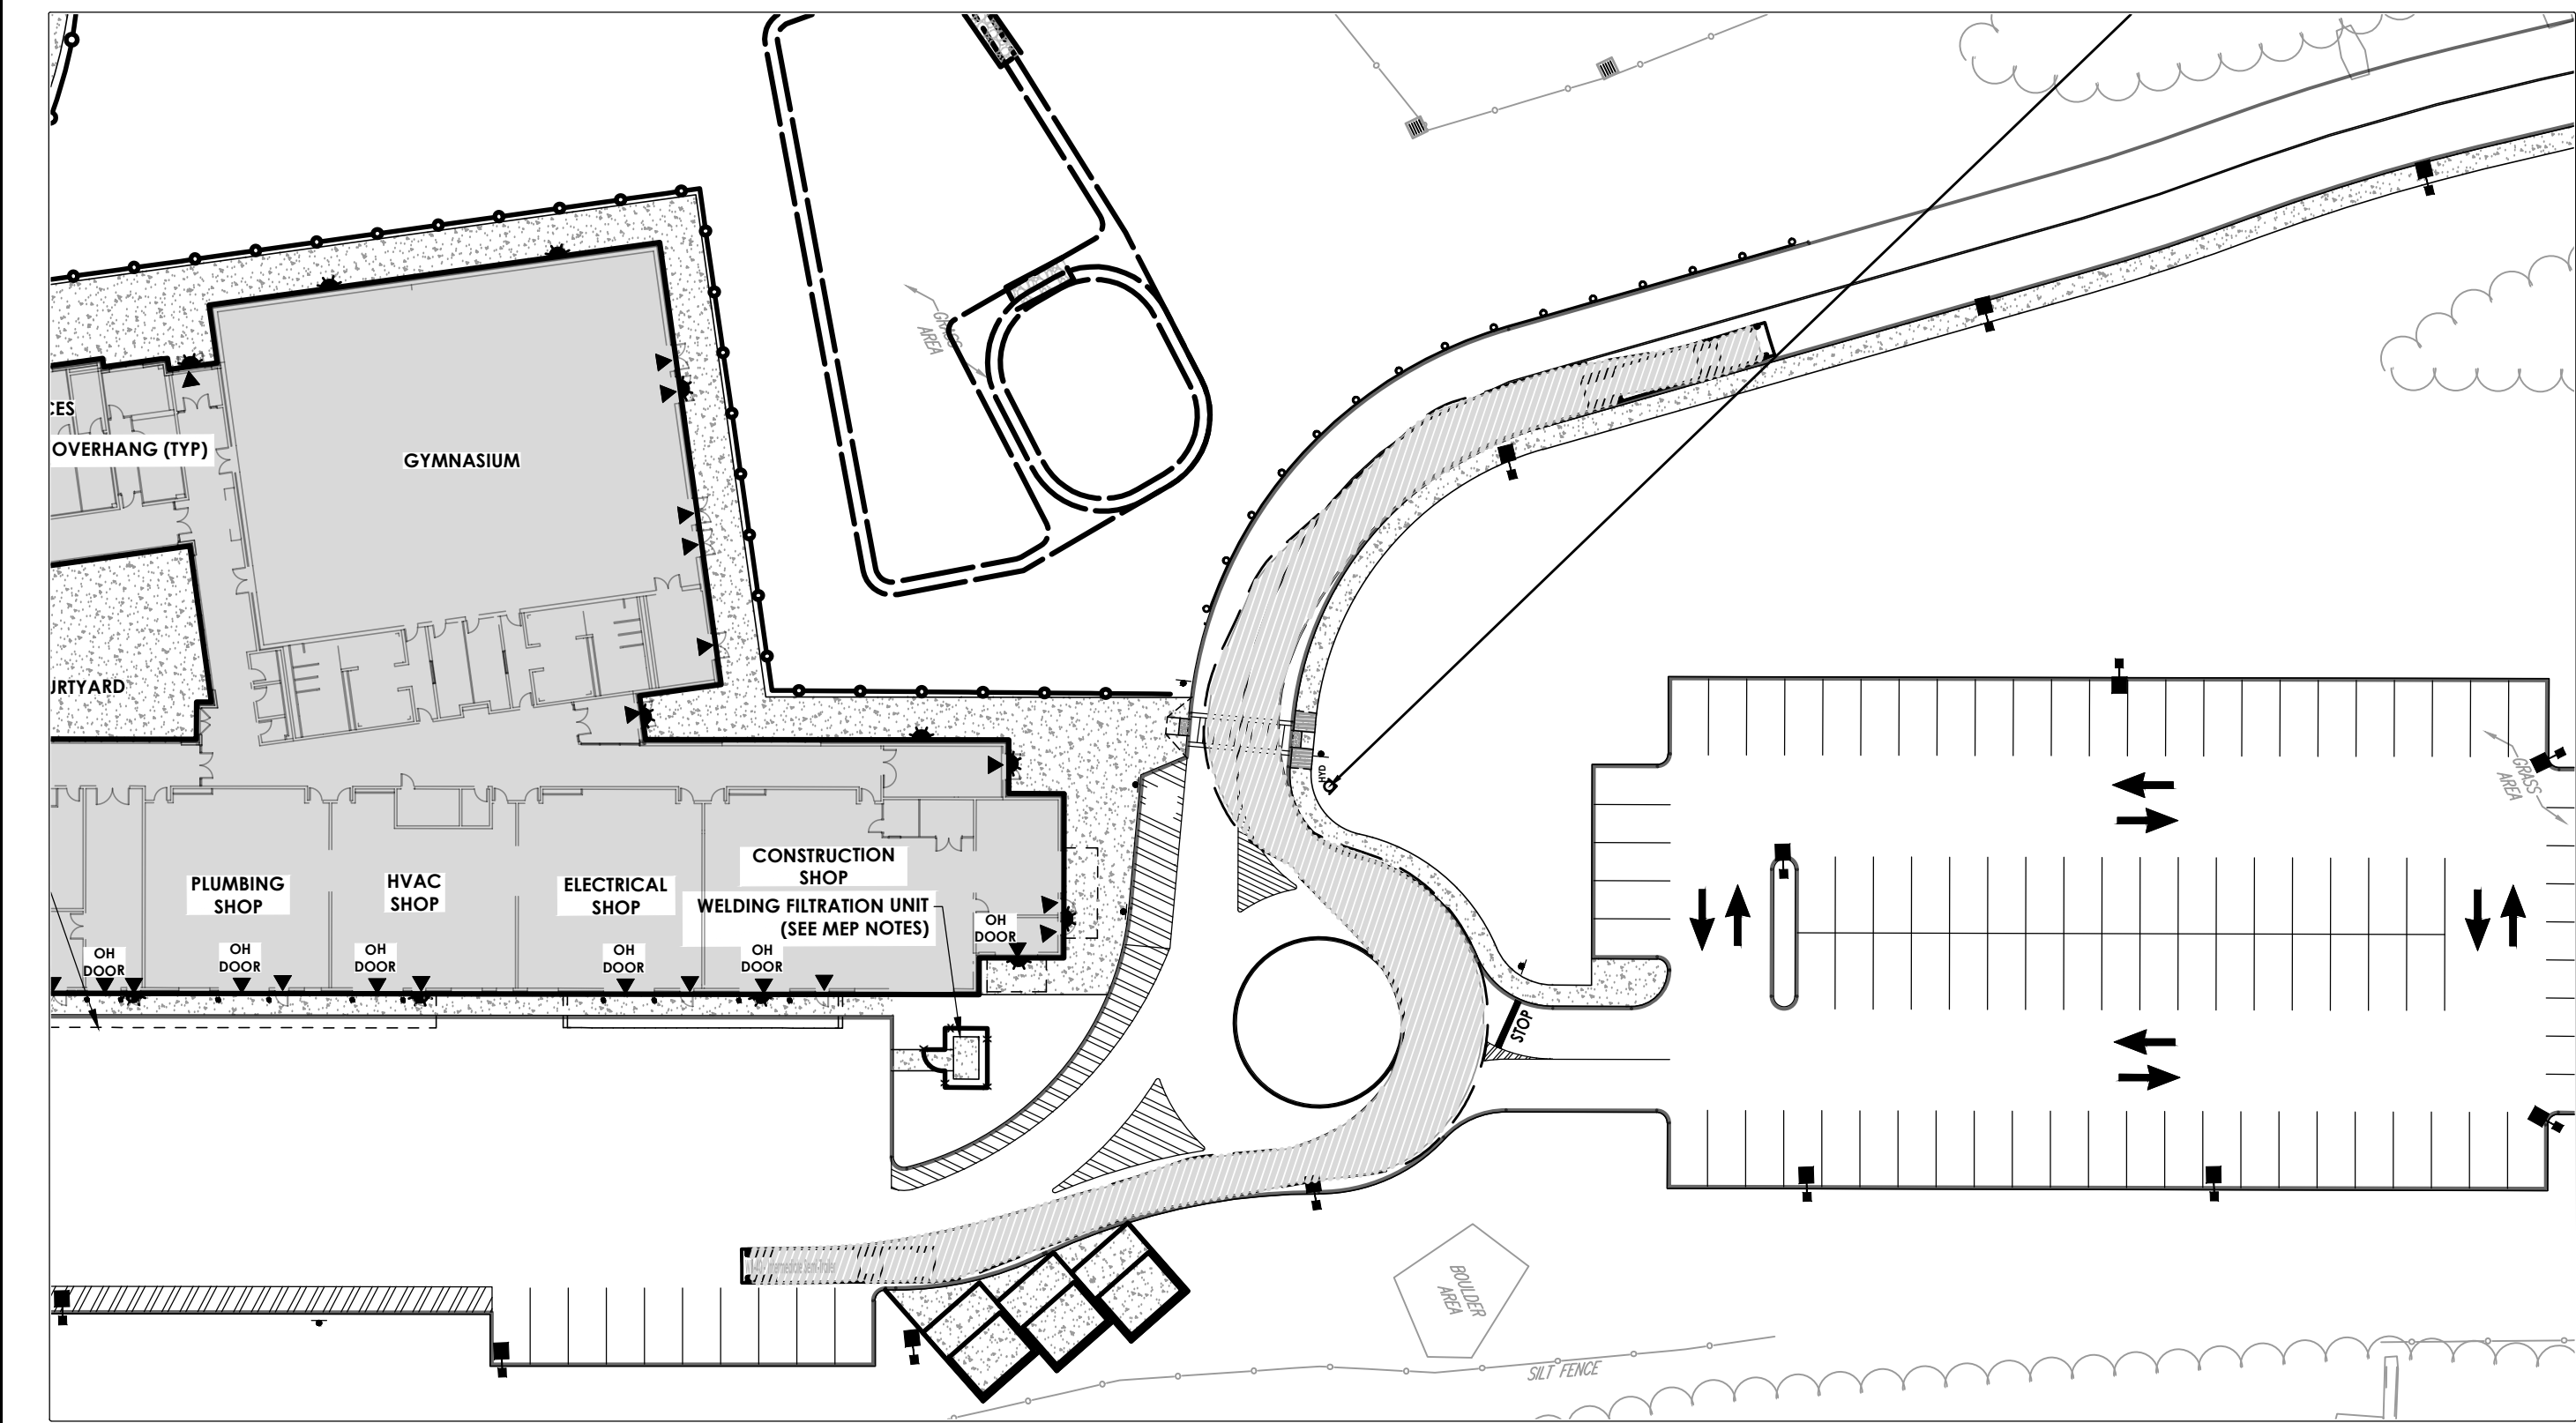 GRASS
AREA
CES
OVERHANG (TYP)
GYMNASIUM
URTYARD
HYD
GRASS
AREA
PLUMBING
SHOP
HVAC
SHOP
ELECTRICAL
SHOP
CONSTRUCTION
SHOP
WELDING FILTRATION UNIT
(SEE MEP NOTES)
OH
DOOR
OH
DOOR
OH
DOOR
OH
DOOR
OH
DOOR
OH
DOOR
STOP
BOULDER
AREA
SILT FENCE